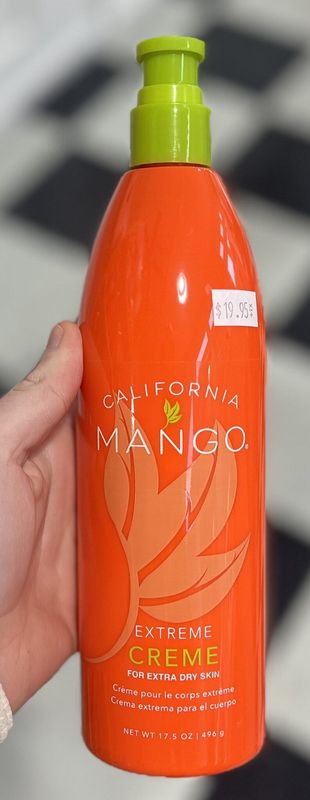 $19.95
CALIFORNIA
MANGO®
EXTREME
CREME
FOR EXTRA DRY SKIN
Crème pour le corps extrême
Crema extrema para el cuerpo
NET WT 17.5 OZ | 496 g